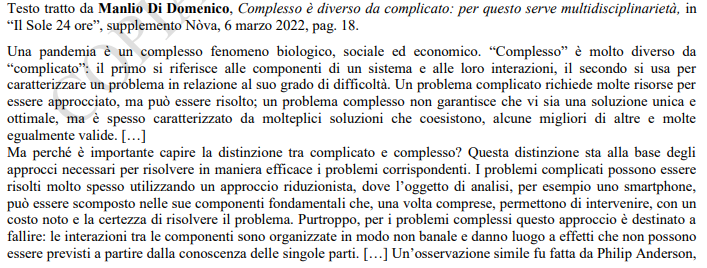 Testo tratto da Manlio Di Domenico, Complesso è diverso da complicato: per questo serve multidisciplinarietà, in
“Il Sole 24 ore”, supplemento Nòva, 6 marzo 2022, pag. 18.
Una pandemia è un complesso fenomeno biologico, sociale ed economico. “Complesso” è molto diverso da
“complicato”: il primo si riferisce alle componenti di un sistema e alle loro interazioni, il secondo si usa per
caratterizzare un problema in relazione al suo grado di difficoltà. Un problema complicato richiede molte risorse per
essere approcciato, ma può essere risolto; un problema complesso non garantisce che vi sia una soluzione unica e
ottimale, ma è spesso caratterizzato da molteplici soluzioni che coesistono, alcune migliori di altre e molte
egualmente valide. […]
Ma perché è importante capire la distinzione tra complicato e complesso? Questa distinzione sta alla base degli
approcci necessari per risolvere in maniera efficace i problemi corrispondenti. I problemi complicati possono essere
risolti molto spesso utilizzando un approccio riduzionista, dove l’oggetto di analisi, per esempio uno smartphone,
può essere scomposto nelle sue componenti fondamentali che, una volta comprese, permettono di intervenire, con un
costo noto e la certezza di risolvere il problema. Purtroppo, per i problemi complessi questo approccio è destinato a
fallire: le interazioni tra le componenti sono organizzate in modo non banale e danno luogo a effetti che non possono
essere previsti a partire dalla conoscenza delle singole parti. […] Un’osservazione simile fu fatta da Philip Anderson,